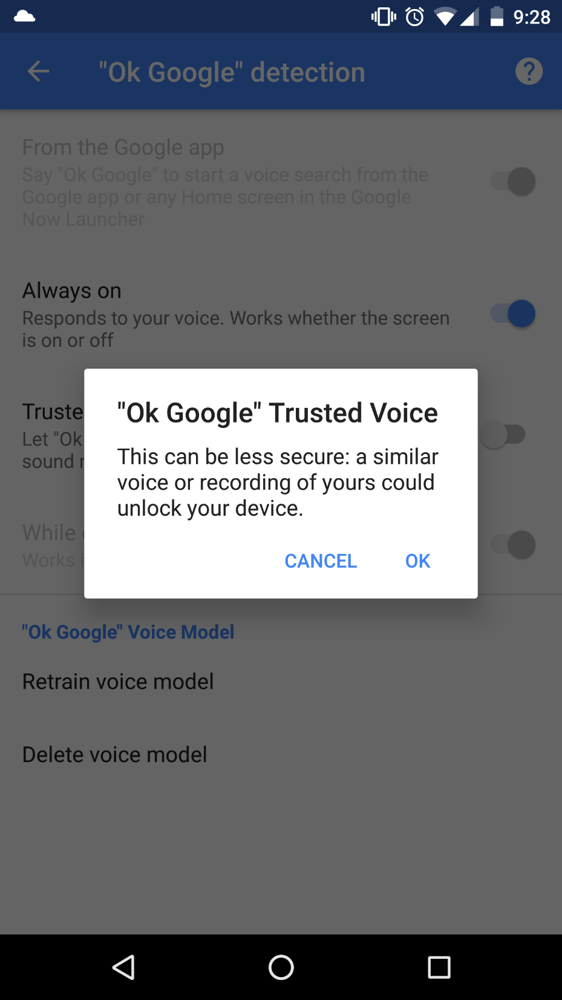 9:28
"Ok Google" detection
From the Google app
Say "Ok Google" to start a voice search from the
Google app or any Home screen in the Google
Now Launcher
Always on
Responds to your voice. Works whether the screen
is on or off
Let "Ok
sound
While
Works
"Ok Google" Trusted Voice
This can be less secure: a similar
voice or recording of yours could
unlock your device.
CANCEL OK
"Ok Google" Voice Model
Retrain voice model
Delete voice model